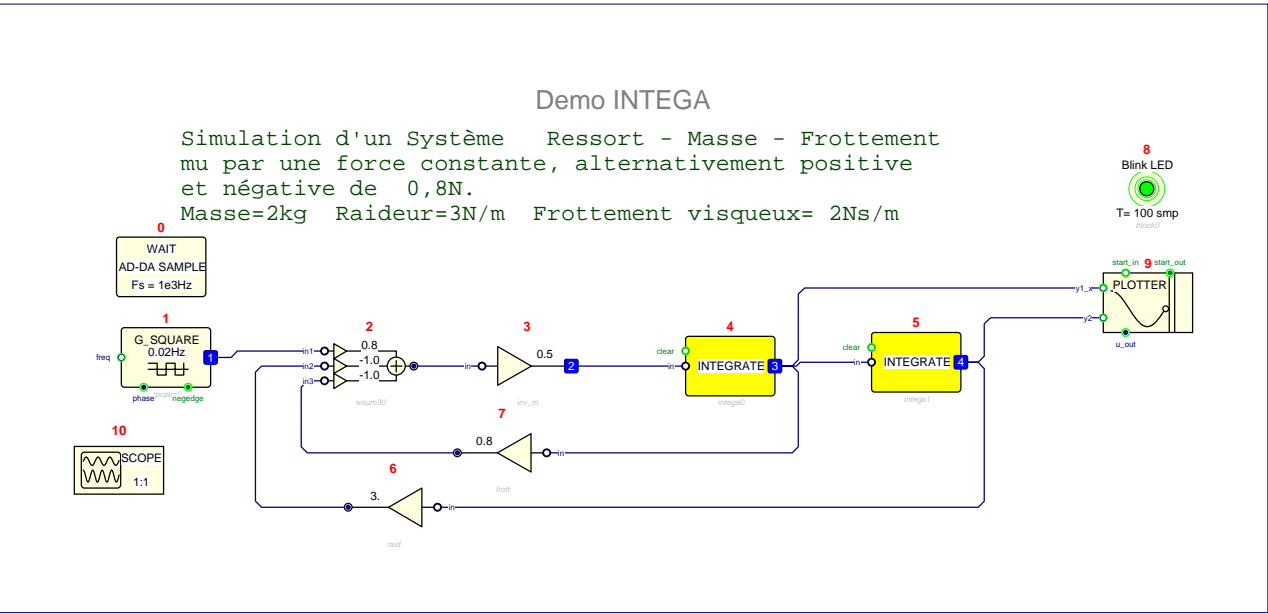 Demo INTEGA
Simulation d'un Système   Ressort - Masse - Frottement
mu par une force constante, alternativement positive
et négative de  0,8N.
Masse=2kg  Raideur=3N/m  Frottement visqueux= 2Ns/m
8
Blink LED
T= 100 smp
block0
0
WAIT
AD-DA SAMPLE
Fs = 1e3Hz
1
G_SQUARE
0.02Hz
freq
1
phase
negedge
2
in1
in2
in3
0.8
-1.0
-1.0
wsum30
3
in
0.5
2
inv_m
4
clear
in
INTEGRATE
3
intega0
5
clear
in
INTEGRATE
4
intega1
start_in
9
start_out
PLOTTER
y1_x
y2
u_out
7
0.8
in
frott
6
3.
in
raid
10
SCOPE
1:1